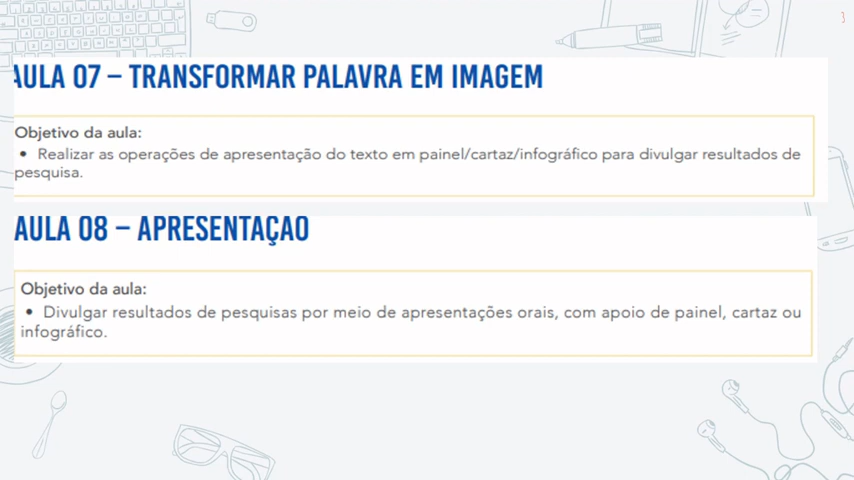 3
AULA 07 – TRANSFORMAR PALAVRA EM IMAGEM
Objetivo da aula:
• Realizar as operações de apresentação do texto em painel/cartaz/infográfico para divulgar resultados de
pesquisa.
AULA 08 – APRESENTAÇAO
Objetivo da aula:
• Divulgar resultados de pesquisas por meio de apresentações orais, com apoio de painel, cartaz ou
infográfico.